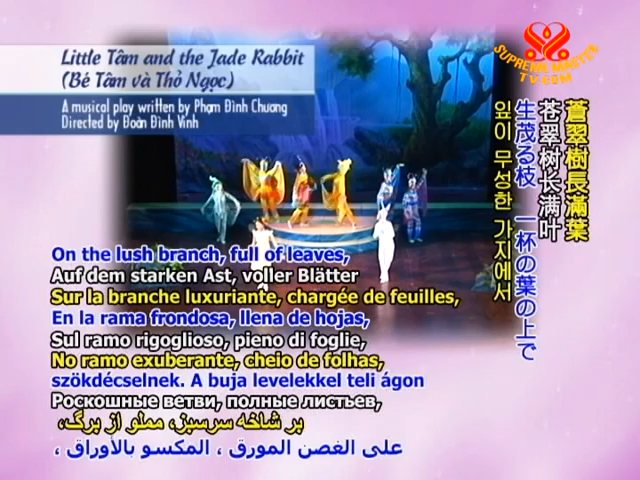 Little Tâm and the Jade Rabbit
(Bé Tâm và Thỏ Ngọc)
A musical play written by Phạm Đình Chương
Directed by Đoàn Đình Vinh
SUPREME MASTER
TV.COM
蒼翠樹長滿葉
苍翠树长满叶
生茂る枝 一杯の葉の上で
잎이 무성한 가지에서
On the lush branch, full of leaves,
Auf dem starken Ast, voller Blätter
Sur la branche luxuriante, chargée de feuilles,
En la rama frondosa, llena de hojas,
Sul ramo rigoglioso, pieno di foglie,
No ramo exuberante, cheio de folhas,
szökdécselnek. A buja levelekkel teli ágon
Роскошные ветви, полные листьев,
بر شاخه سرسبز، مملو از برگ،
على الغصن المورق ، المكسو بالأوراق ،